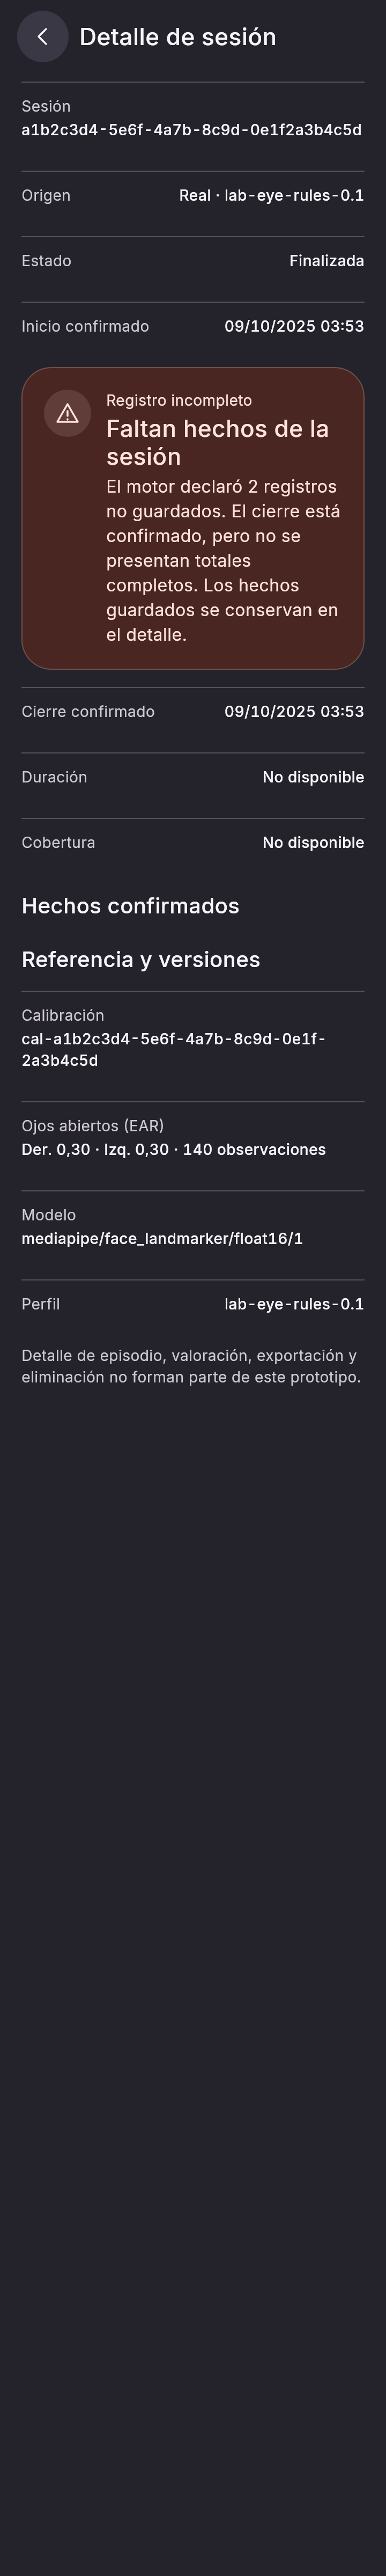 Detalle de sesión
Sesión
a1b2c3d4-5e6f-4a7b-8c9d-0e1f2a3b4c5d
Origen
Real · lab-eye-rules-0.1
Estado
Finalizada
Inicio confirmado
09/10/2025 03:53
Registro incompleto
Faltan hechos de la
sesión
El motor declaró 2 registros
no guardados. El cierre está
confirmado, pero no se
presentan totales
completos. Los hechos
guardados se conservan en
el detalle.
Cierre confirmado
09/10/2025 03:53
Duración
No disponible
Cobertura
No disponible
Hechos confirmados
Referencia y versiones
Calibración
cal-a1b2c3d4-5e6f-4a7b-8c9d-0e1f-
2a3b4c5d
Ojos abiertos (EAR)
Der. 0,30 · Izq. 0,30 · 140 observaciones
Modelo
mediapipe/face_landmarker/float16/1
Perfil
lab-eye-rules-0.1
Detalle de episodio, valoración, exportación y
eliminación no forman parte de este prototipo.